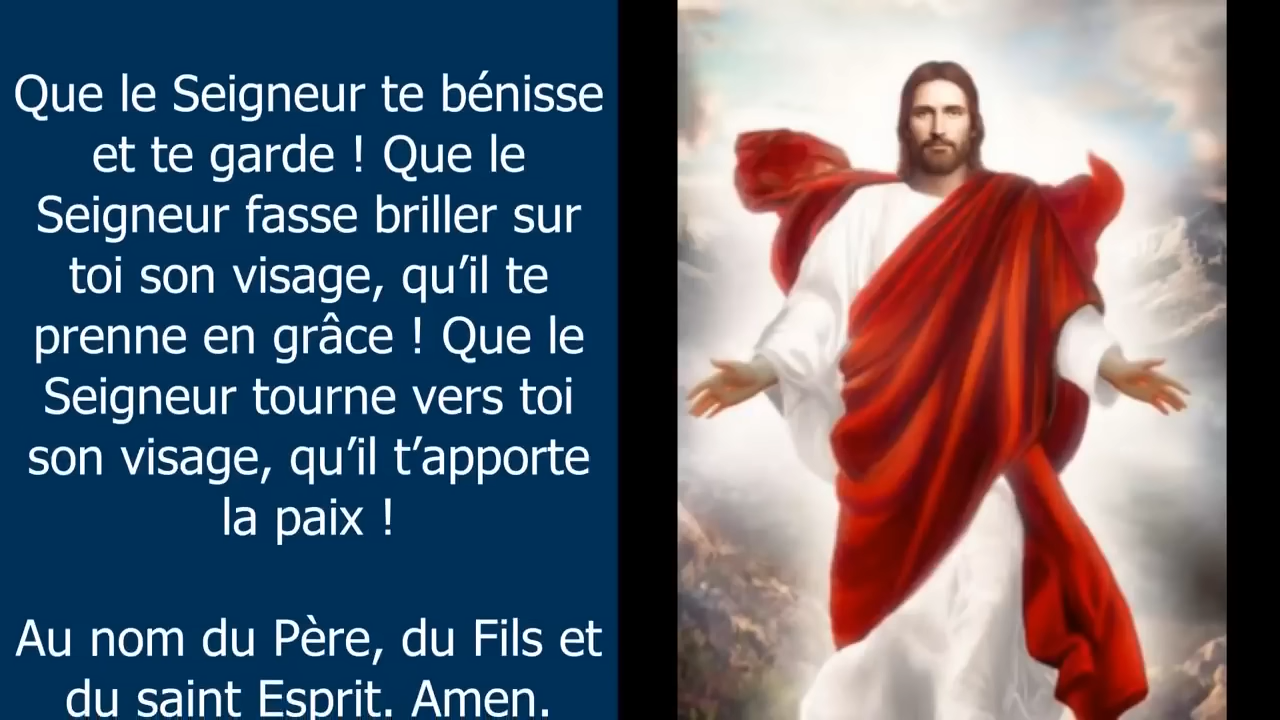 Que le Seigneur te bénisse
et te garde ! Que le
Seigneur fasse briller sur
toi son visage, qu’il te
prenne en grâce ! Que le
Seigneur tourne vers toi
son visage, qu’il t’apporte
la paix !
Au nom du Père, du Fils et
du saint Esprit. Amen.